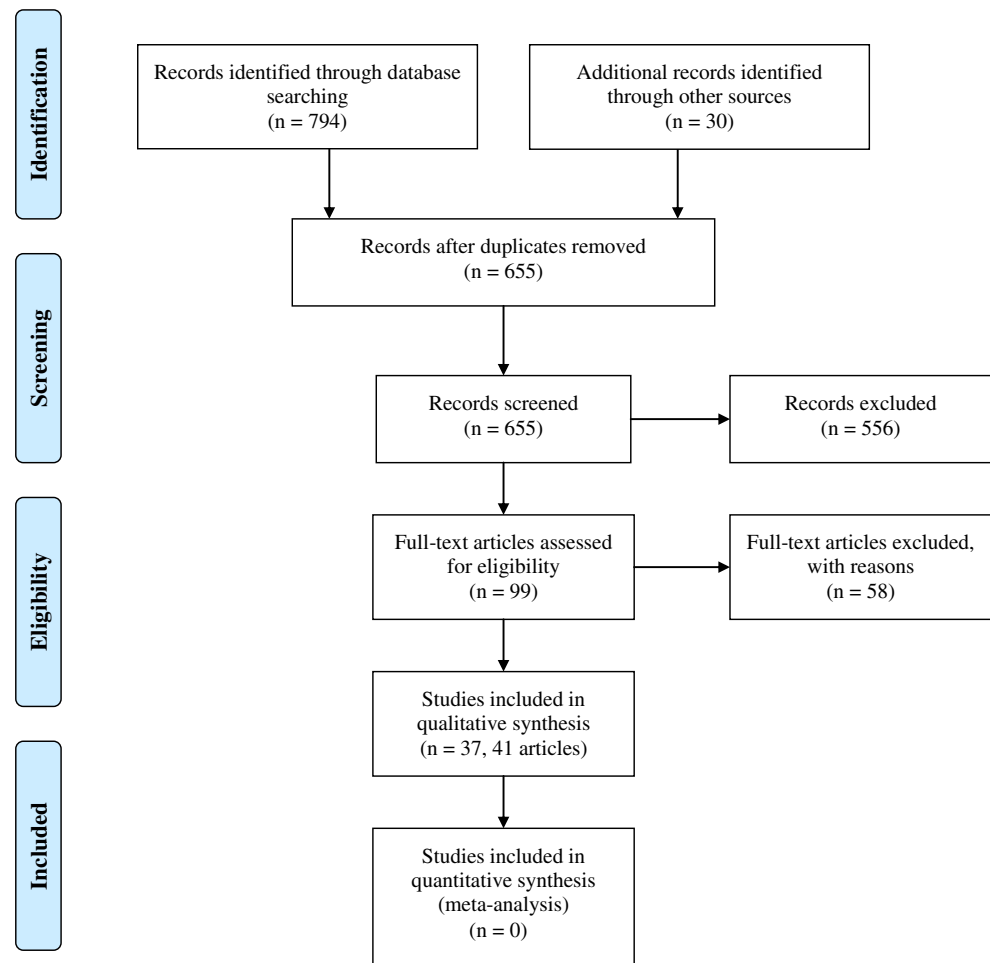 Identification
Records identified through database
searching
(n = 794)
Additional records identified
through other sources
(n = 30)
Records after duplicates removed
(n = 655)
Screening
Records screened
(n = 655)
Records excluded
(n = 556)
Eligibility
Full-text articles assessed
for eligibility
(n = 99)
Full-text articles excluded,
with reasons
(n = 58)
Studies included in
qualitative synthesis
(n = 37, 41 articles)
Included
Studies included in
quantitative synthesis
(meta-analysis)
(n = 0)